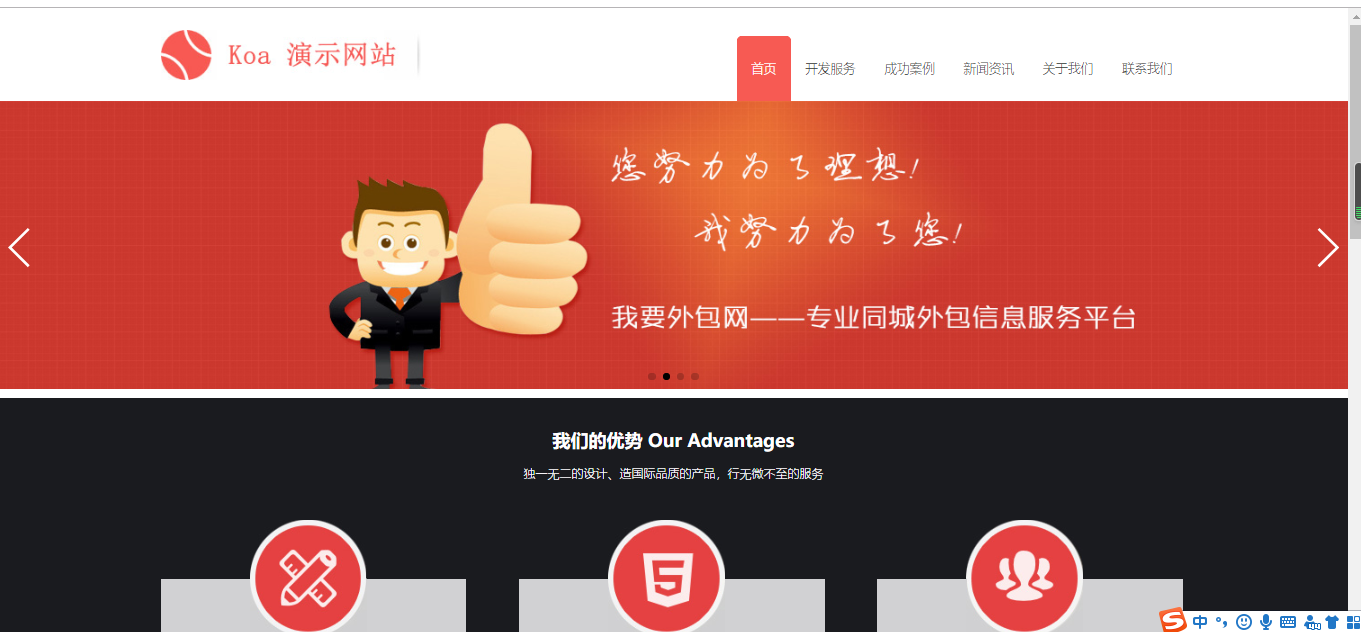 Koa 演示网站
首页 开发服务 成功案例 新闻资讯 关于我们 联系我们
您努力为了理想!
我努力为了您!
我要外包网——专业同城外包信息服务平台
我们的优势 Our Advantages
独一无二的设计、造国际品质的产品，行无微不至的服务
中